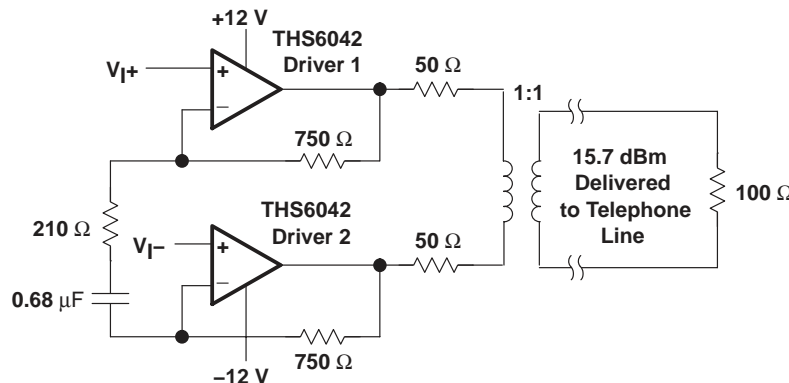 +12 V
THS6042
Driver 1
V_I+
+
−
50 Ω
1:1
750 Ω
15.7 dBm
Delivered
to Telephone
Line
100 Ω
210 Ω
THS6042
Driver 2
V_I−
+
−
50 Ω
0.68 μF
750 Ω
−12 V